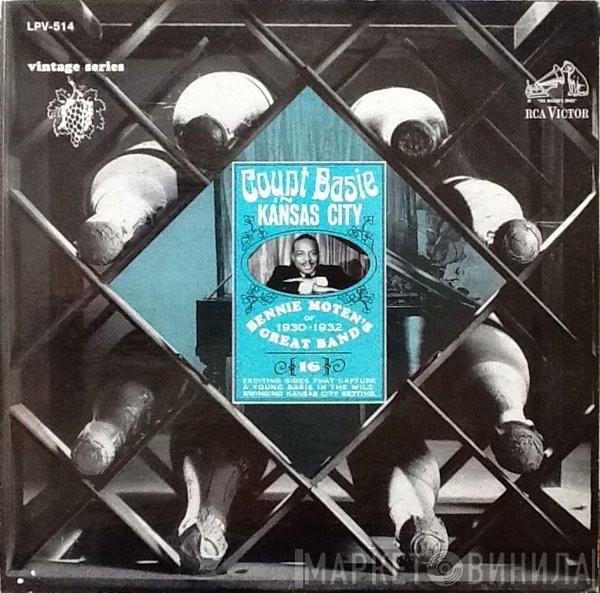 LPV-514
vintage series
"HIS MASTER'S VOICE"
RCA VICTOR
Count Basie
IN
KANSAS CITY
BENNIE MOTEN'S
GREAT BAND
OF
1930-1932
16
EXCITING SIDES THAT CAPTURE
A YOUNG BASIE IN THE WILD,
SWINGING KANSAS CITY SETTING.
МАРКЕТ ВИНИЛА